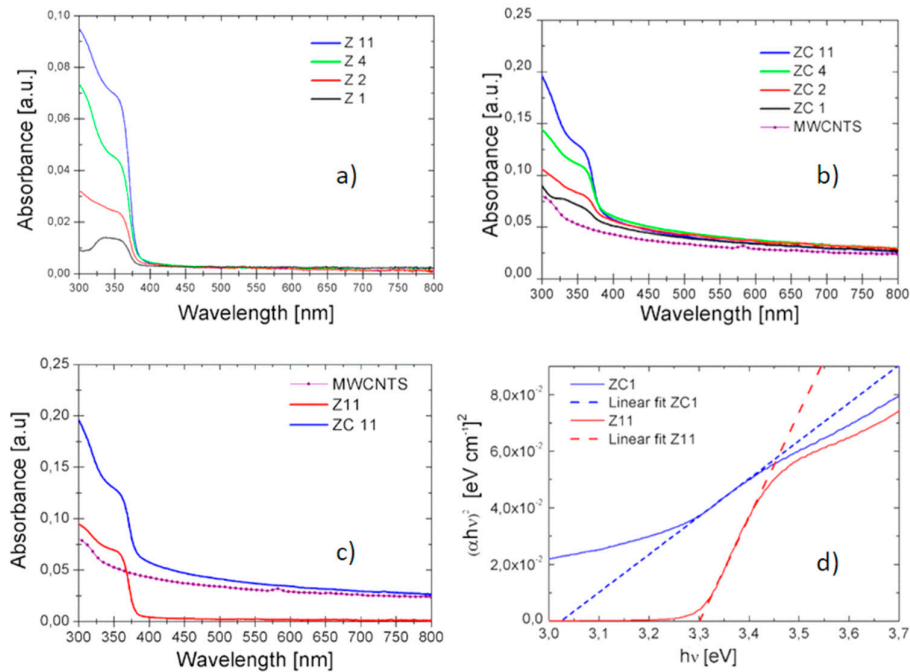 0,10
0,08
0,06
0,04
0,02
0,00
Absorbance [a.u.]
Z 11
Z 4
Z 2
Z 1
a)
300 350 400 450 500 550 600 650 700 750 800
Wavelength [nm]
0,25
0,20
0,15
0,10
0,05
0,00
Absorbance [a.u.]
ZC 11
ZC 4
ZC 2
ZC 1
MWCNTS
b)
300 350 400 450 500 550 600 650 700 750 800
Wavelength [nm]
0,25
0,20
0,15
0,10
0,05
0,00
Absorbance [a.u]
MWCNTS
Z11
ZC 11
c)
300 350 400 450 500 550 600 650 700 750 800
Wavelength [nm]
8,0x10⁻²
6,0x10⁻²
4,0x10⁻²
2,0x10⁻²
0,0
(αhν)² [eV cm⁻¹]²
ZC1
Linear fit ZC1
Z11
Linear fit Z11
d)
3.0 3,1 3,2 3,3 3,4 3,5 3,6 3,7
hν [eV]